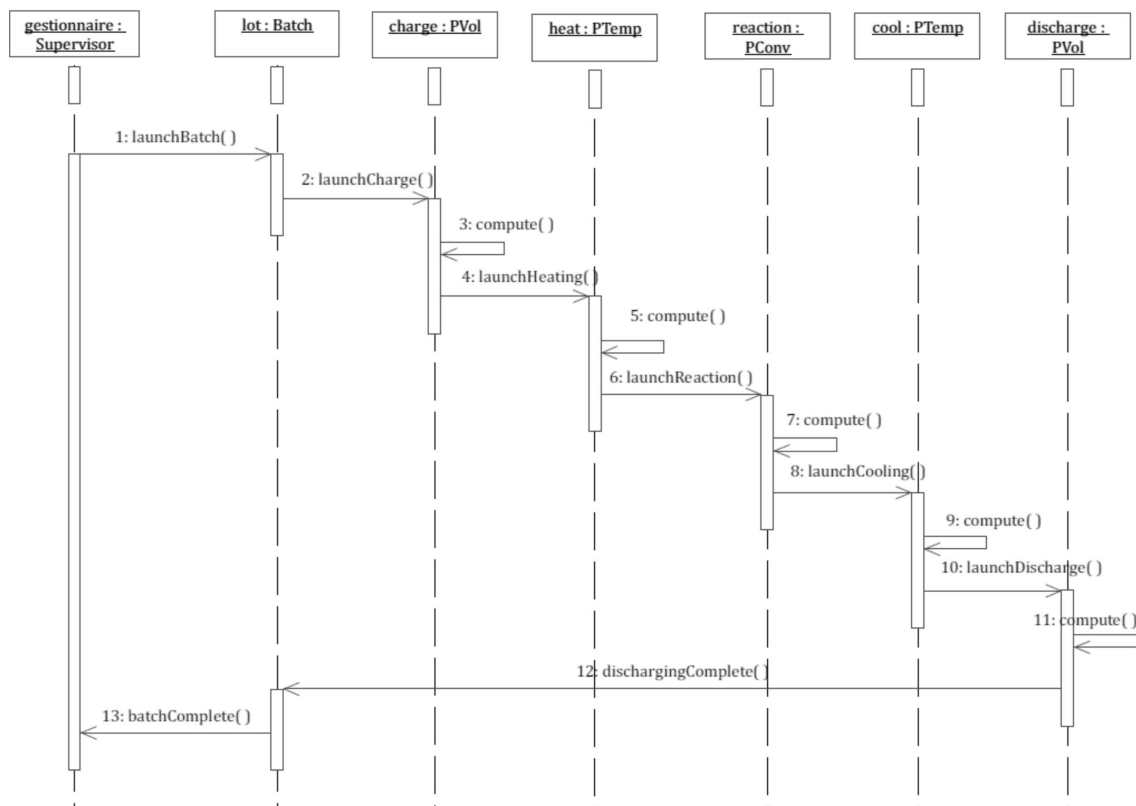 gestionnaire :
Supervisor
lot : Batch
charge : PVol
heat : PTemp
reaction :
PConv
cool : PTemp
discharge :
PVol
1: launchBatch( )
2: launchCharge( )
3: compute( )
4: launchHeating( )
5: compute( )
6: launchReaction( )
7: compute( )
8: launchCooling( )
9: compute( )
10: launchDischarge( )
11: compute( )
12: dischargingComplete( )
13: batchComplete( )